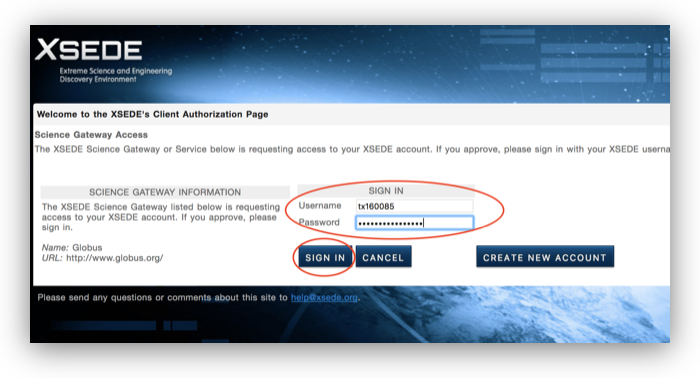 XSEDE
Extreme Science and Engineering
Discovery Environment
Welcome to the XSEDE's Client Authorization Page
Science Gateway Access
The XSEDE Science Gateway or Service below is requesting access to your XSEDE account. If you approve, please sign in with your XSEDE userna
SCIENCE GATEWAY INFORMATION
The XSEDE Science Gateway listed below is requesting
access to your XSEDE account. If you approve, please
sign in.
Name: Globus
URL: http://www.globus.org/
SIGN IN
Username tx160085
Password ••••••••••••••••
SIGN IN CANCEL CREATE NEW ACCOUNT
Please send any questions or comments about this site to help@xsede.org.